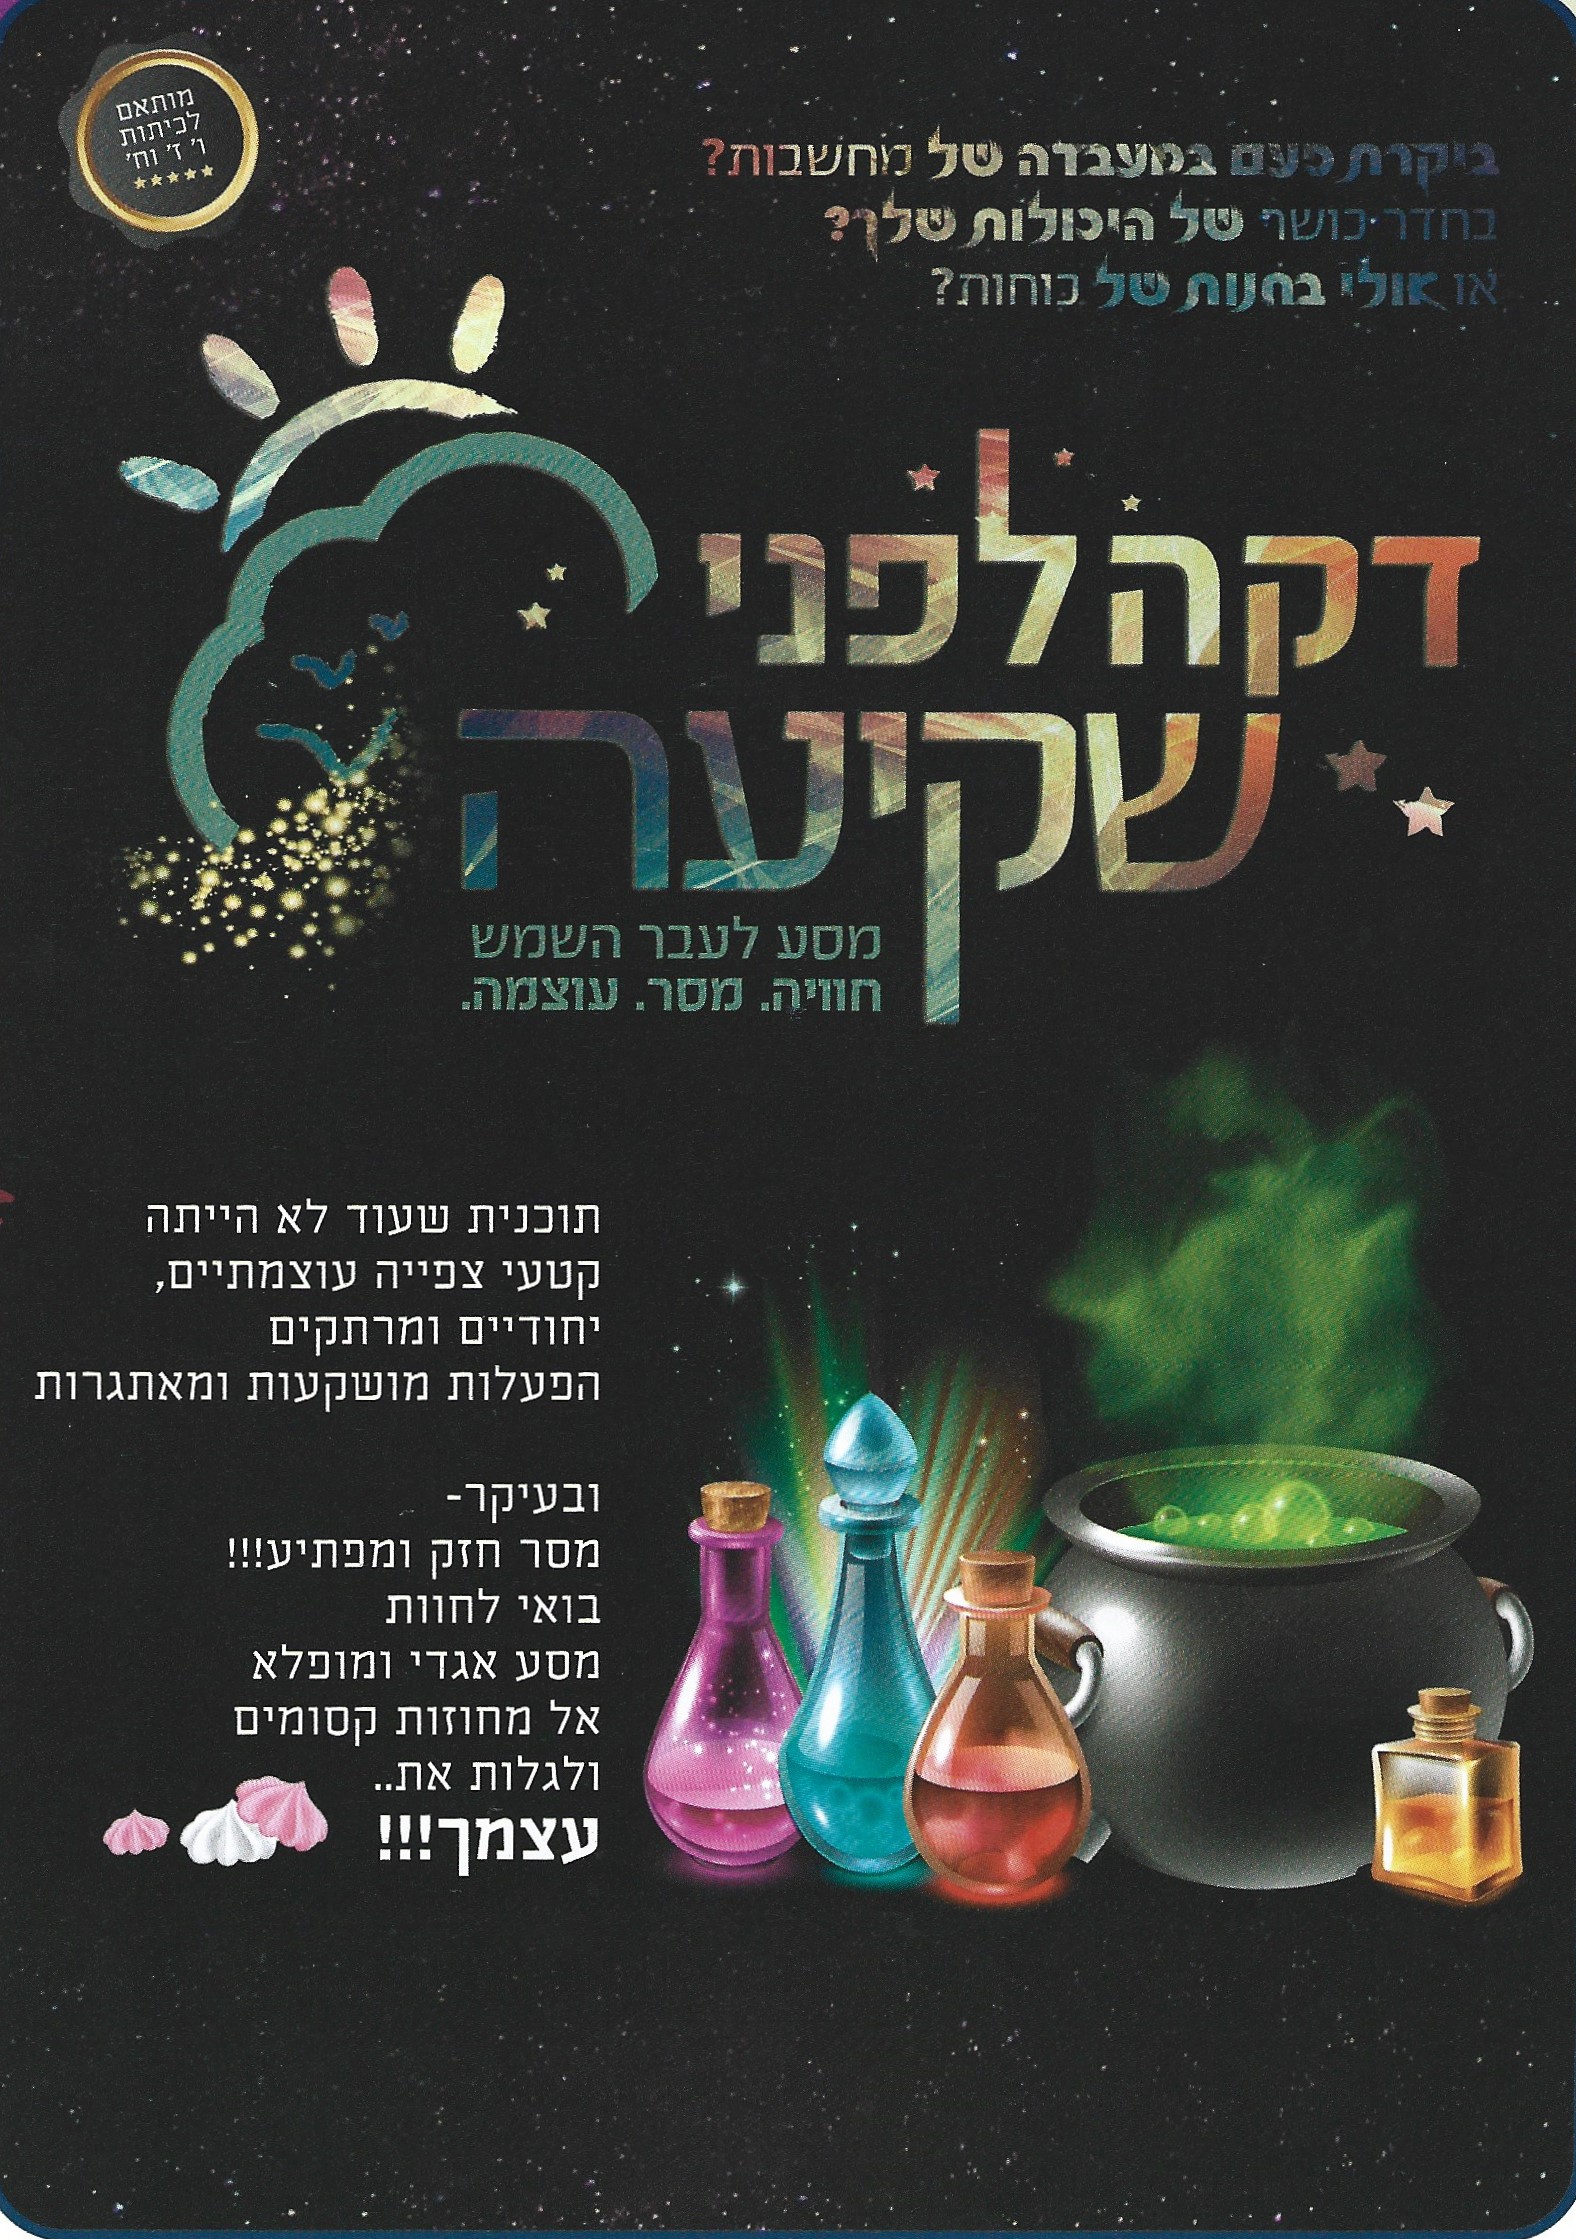 מותאם
לכיתות
ו' ז' וח'
ביקרת פעם במעבדה של מחשבות?
בחדר כושר של היכולות שלך?
או אולי בחנות של כוחות?
דקה לפני
שקיעה
מסע לעבר השמש
חוויה. מסר. עוצמה.
תוכנית שעוד לא הייתה
קטעי צפייה עוצמתיים,
יחודיים ומרתקים
הפעלות מושקעות ומאתגרות
ובעיקר-
מסר חזק ומפתיע!!!
בואי לחוות
מסע אגדי ומופלא
אל מחוזות קסומים
ולגלות את..
עצמך!!!